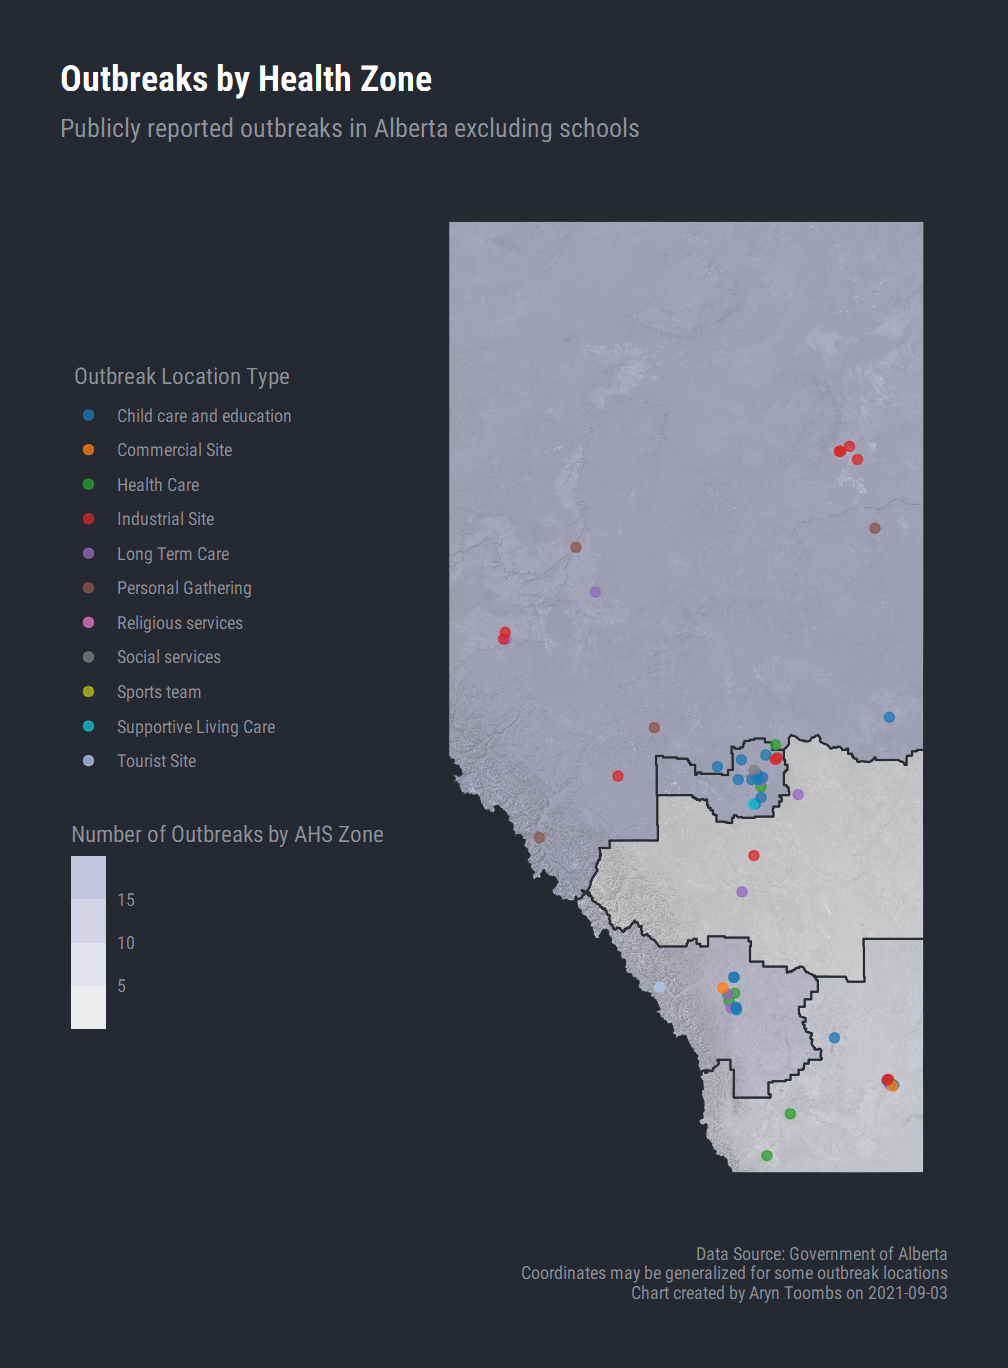 Outbreaks by Health Zone
Publicly reported outbreaks in Alberta excluding schools
Outbreak Location Type
Child care and education
Commercial Site
Health Care
Industrial Site
Long Term Care
Personal Gathering
Religious services
Social services
Sports team
Supportive Living Care
Tourist Site
Number of Outbreaks by AHS Zone
15
10
5
Data Source: Government of Alberta
Coordinates may be generalized for some outbreak locations
Chart created by Aryn Toombs on 2021-09-03